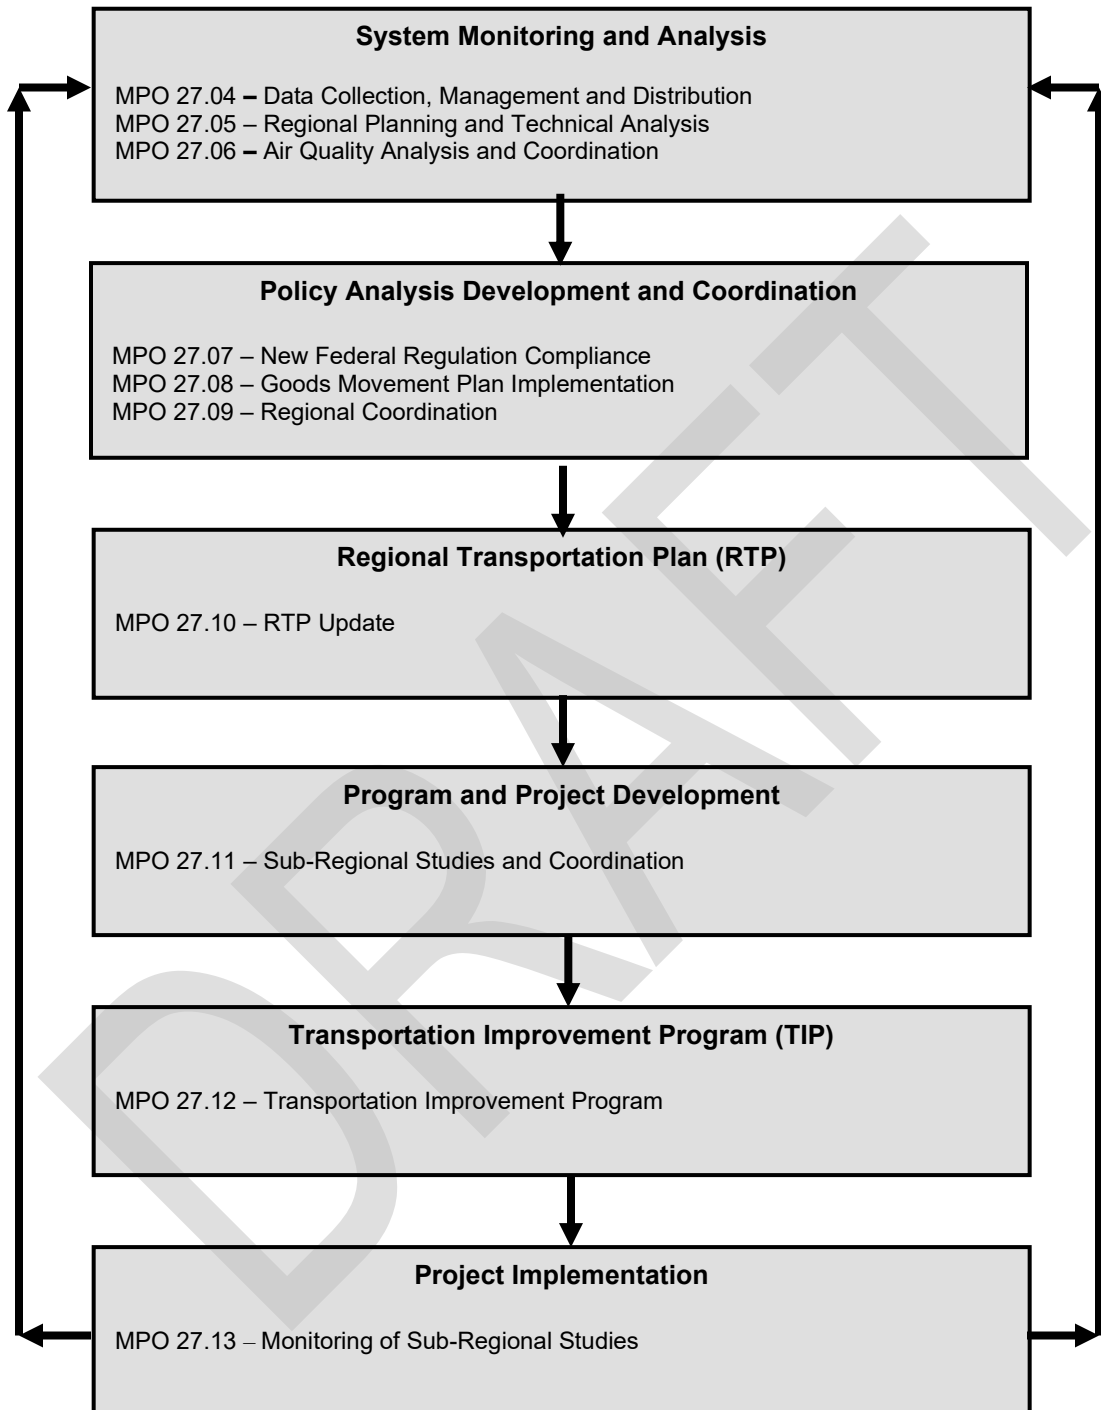 System Monitoring and Analysis
MPO 27.04 – Data Collection, Management and Distribution
MPO 27.05 – Regional Planning and Technical Analysis
MPO 27.06 – Air Quality Analysis and Coordination
Policy Analysis Development and Coordination
MPO 27.07 – New Federal Regulation Compliance
MPO 27.08 – Goods Movement Plan Implementation
MPO 27.09 – Regional Coordination
Regional Transportation Plan (RTP)
MPO 27.10 – RTP Update
Program and Project Development
MPO 27.11 – Sub-Regional Studies and Coordination
Transportation Improvement Program (TIP)
MPO 27.12 – Transportation Improvement Program
Project Implementation
MPO 27.13 – Monitoring of Sub-Regional Studies
DRAFT